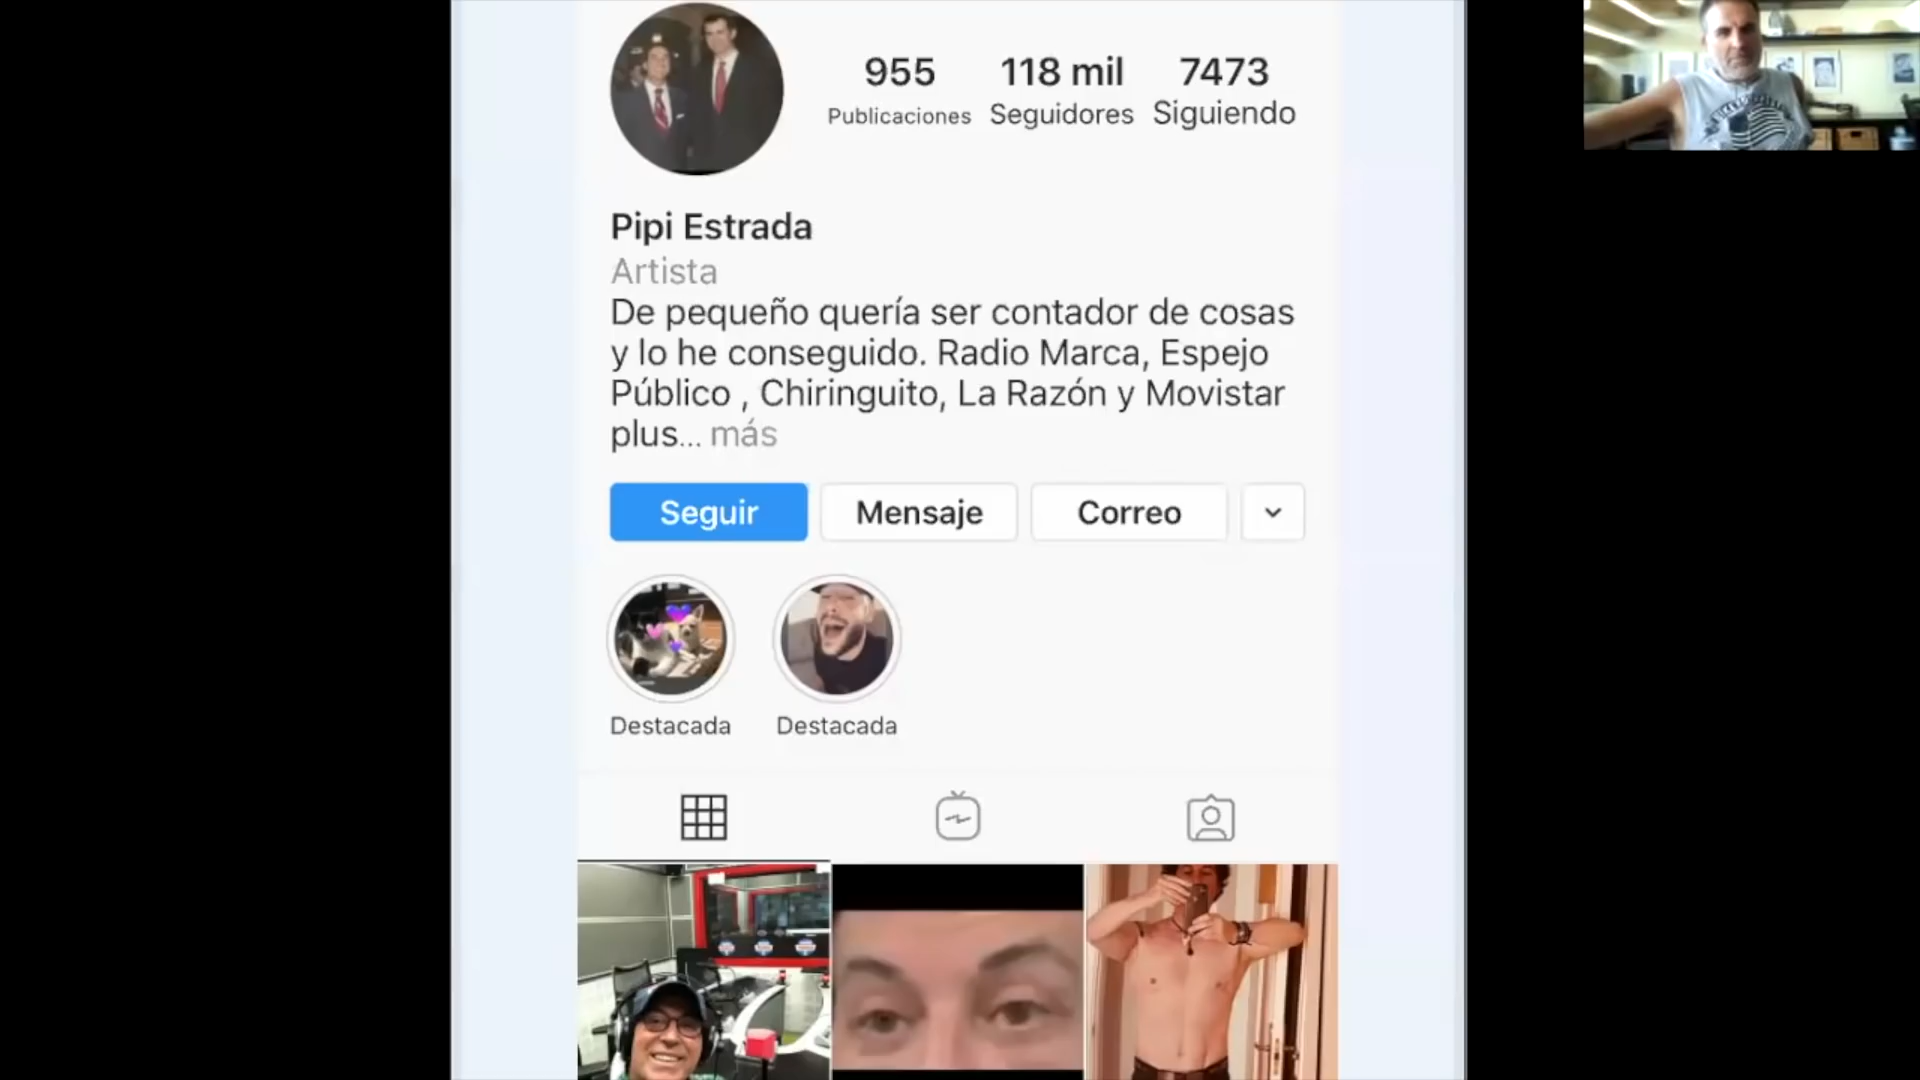 955
118 mil
7473
Publicaciones
Seguidores
Siguiendo
Pipi Estrada
Artista
De pequeño quería ser contador de cosas
y lo he conseguido. Radio Marca, Espejo
Público , Chiringuito, La Razón y Movistar
plus... más
Seguir
Mensaje
Correo
Destacada
Destacada